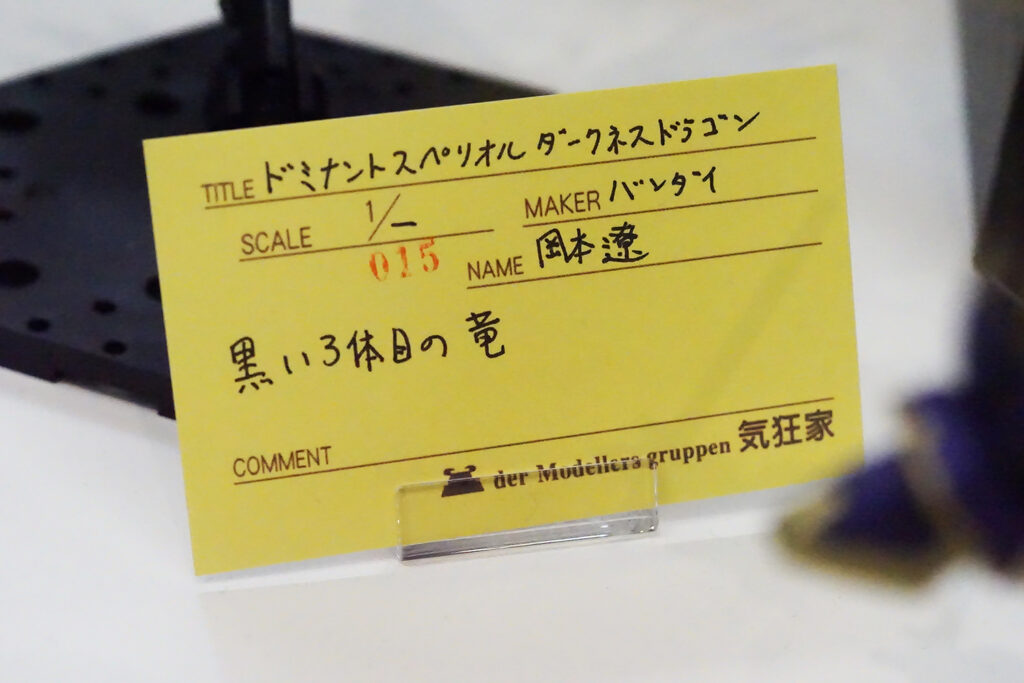 TITLE ドミナントスペリオル ダークネスドラゴン
SCALE 1/— MAKER バンダイ
015
NAME 岡本遼
黒い3体目の竜
COMMENT
der Modellers gruppen 気狂家